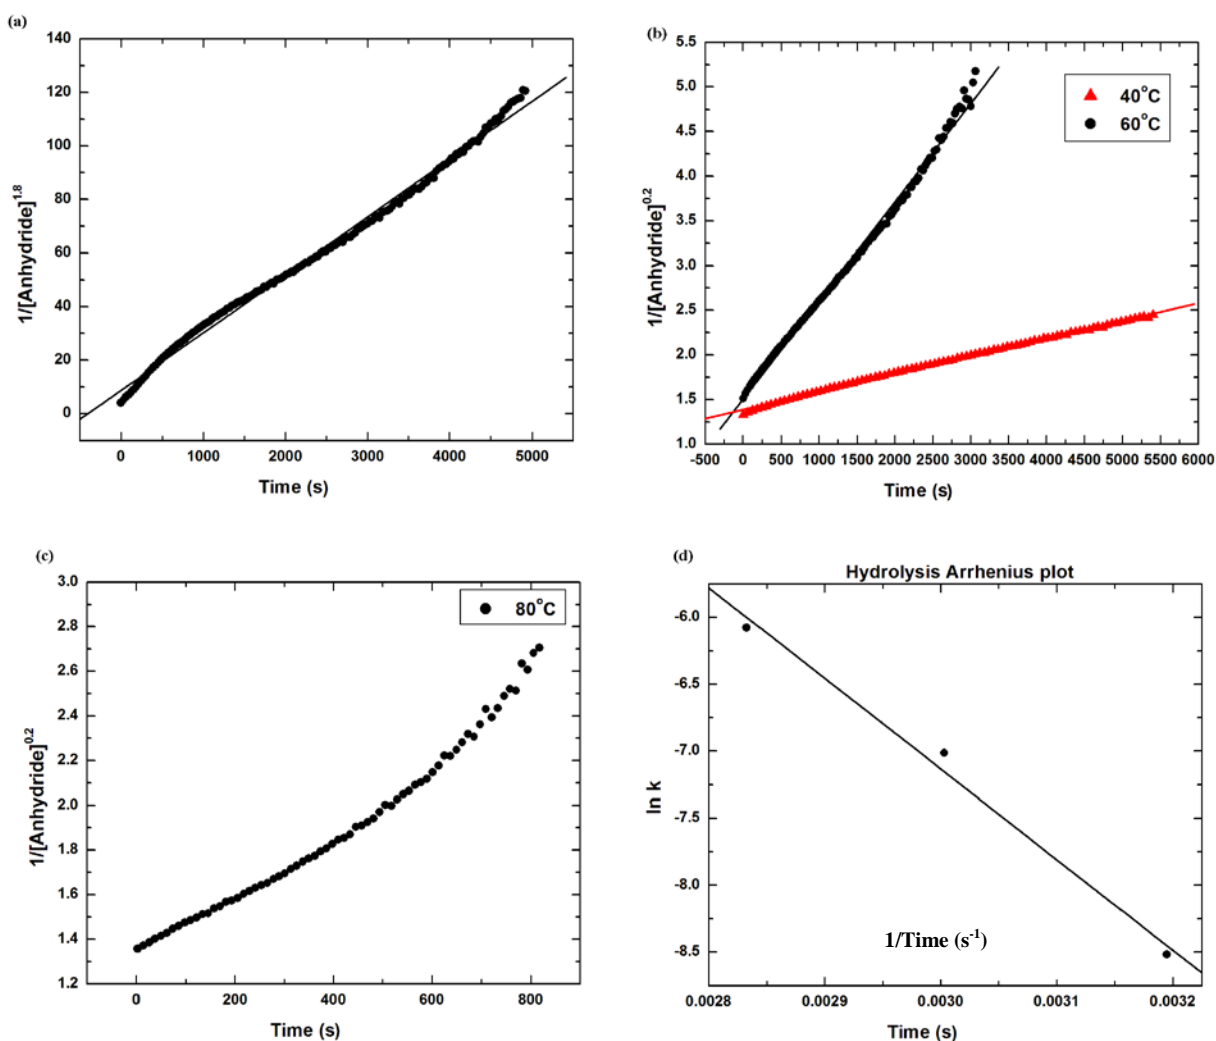 (a)
140
120
100
80
60
40
20
0
1/[Anhydride]^1.8
0 1000 2000 3000 4000 5000
Time (s)
(b)
5.5
5.0
4.5
4.0
3.5
3.0
2.5
2.0
1.5
1.0
1/[Anhydride]^0.2
40°C
60°C
-500 0 500 1000 1500 2000 2500 3000 3500 4000 4500 5000 5500 6000
Time (s)
(c)
3.0
2.8
2.6
2.4
2.2
2.0
1.8
1.6
1.4
1.2
1/[Anhydride]^0.2
80°C
0 200 400 600 800
Time (s)
(d)
Hydrolysis Arrhenius plot
-6.0
-6.5
-7.0
-7.5
-8.0
-8.5
ln k
1/Time (s⁻¹)
0.0028 0.0029 0.0030 0.0031 0.0032
Time (s)